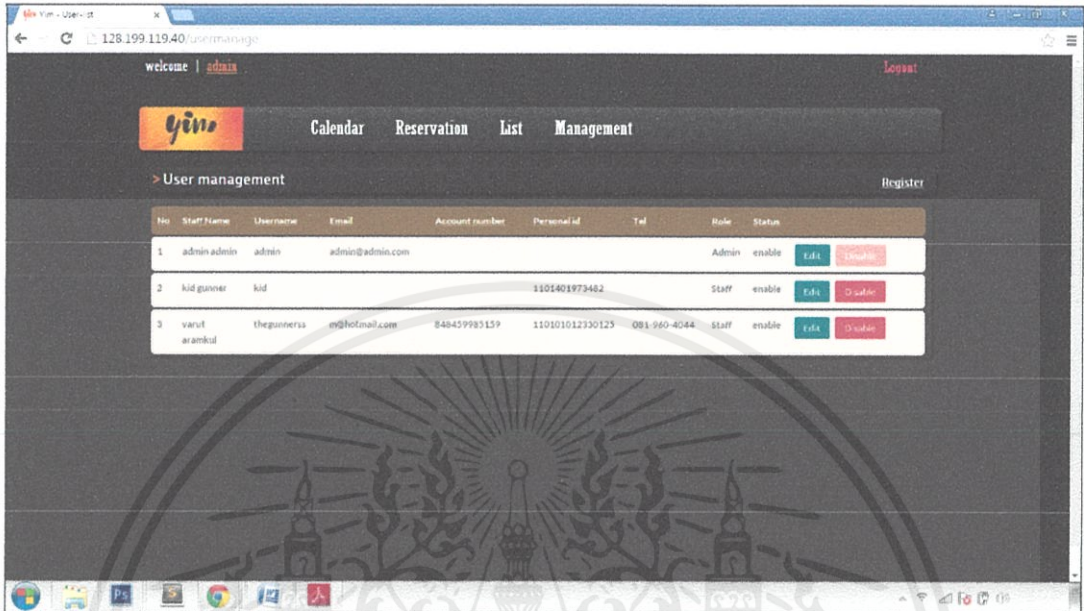 Yim - User-list
128.199.119.40/usermanage
welcome | admin
Logout
yim
Calendar Reservation List Management
> User management
Register
No Staff Name Username Email Account number Personal id Tel Role Status
1 admin admin admin admin@admin.com Admin enable Edit Disable
2 kid gunner kid 1101401973482 Staff enable Edit Disable
3 varut thegunnerss m@hotmail.com 848459985159 110101012330125 081-960-4044 Staff enable Edit Disable
aramkul
Ps
S